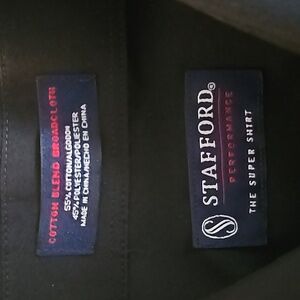 COTTON BLEND BROADCLOTH
55% COTTON/ALGODON
45% POLYESTER/POLIESTER
MADE IN CHINA/HECHO EN CHINA
STAFFORD®
PERFORMANCE
THE SUPER SHIRT